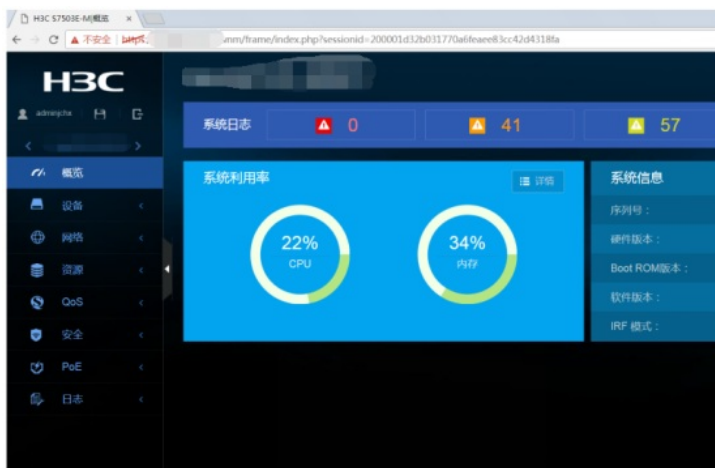 H3C S7503E-M|概览
不安全 https
wnm/frame/index.php?sessionid=200001d32b031770a6feaee83cc42d4318fa
H3C
adminjchx
系统日志 0 41 57
概览
系统利用率 详情 系统信息
设备
序列号：
22% 34%
网络
硬件版本：
CPU 内存
资源
Boot ROM版本：
QoS
软件版本：
安全
IRF 模式：
PoE
日志